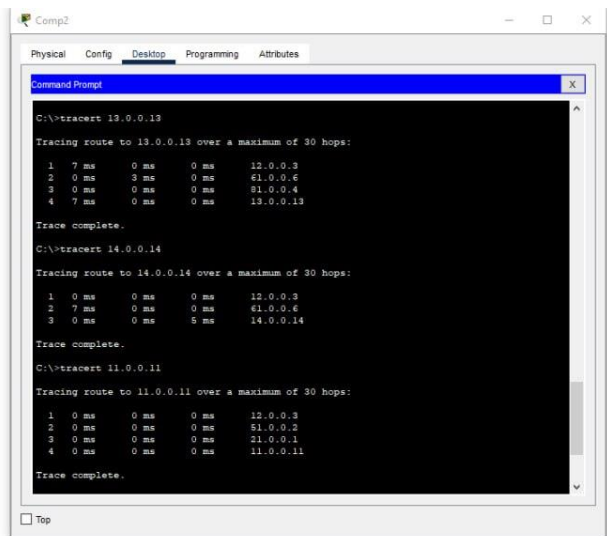 Comp2
Physical Config Desktop Programming Attributes
Command Prompt X
C:\>tracert 13.0.0.13
Tracing route to 13.0.0.13 over a maximum of 30 hops:
1 7 ms 0 ms 0 ms 12.0.0.3
2 0 ms 3 ms 0 ms 61.0.0.6
3 0 ms 0 ms 0 ms 81.0.0.4
4 7 ms 0 ms 0 ms 13.0.0.13
Trace complete.
C:\>tracert 14.0.0.14
Tracing route to 14.0.0.14 over a maximum of 30 hops:
1 0 ms 0 ms 0 ms 12.0.0.3
2 7 ms 0 ms 0 ms 61.0.0.6
3 0 ms 0 ms 5 ms 14.0.0.14
Trace complete.
C:\>tracert 11.0.0.11
Tracing route to 11.0.0.11 over a maximum of 30 hops:
1 0 ms 0 ms 0 ms 12.0.0.3
2 0 ms 0 ms 0 ms 51.0.0.2
3 0 ms 0 ms 0 ms 21.0.0.1
4 0 ms 0 ms 0 ms 11.0.0.11
Trace complete.
Top